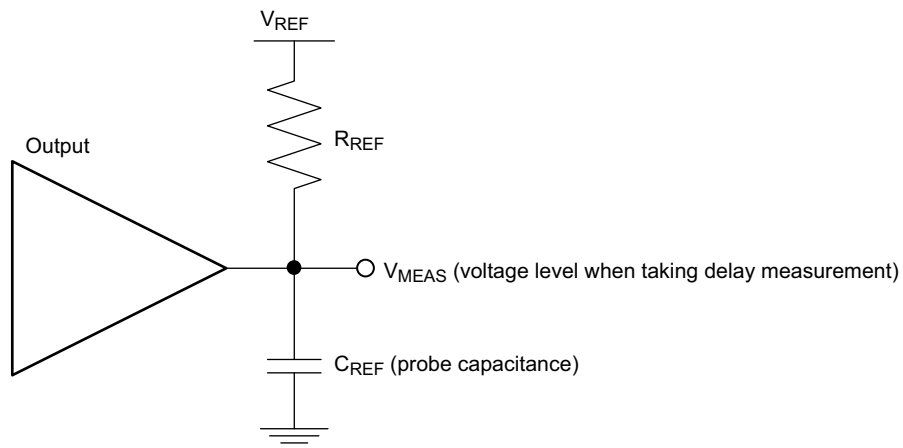 VREF
RREF
Output
VMEAS (voltage level when taking delay measurement)
CREF (probe capacitance)